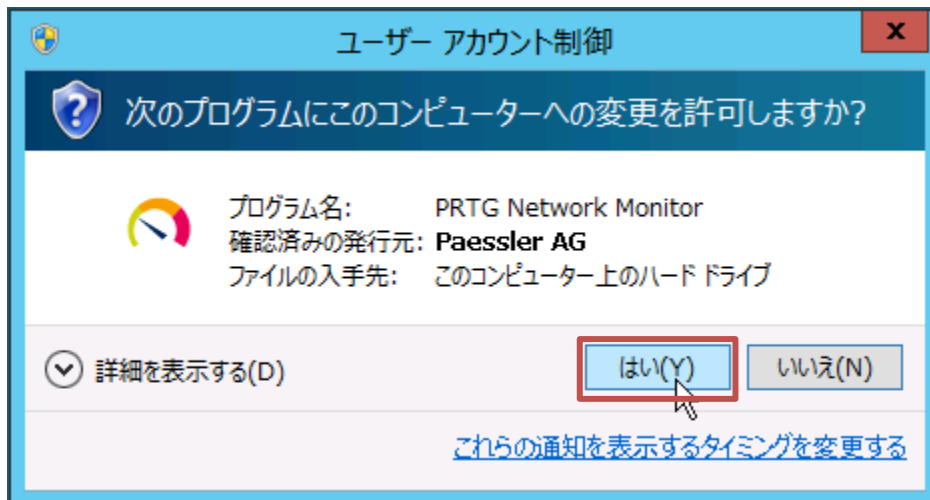 ユーザー アカウント制御
x
次のプログラムにこのコンピューターへの変更を許可しますか?
プログラム名: PRTG Network Monitor
確認済みの発行元: Paessler AG
ファイルの入手先: このコンピューター上のハード ドライブ
詳細を表示する(D) はい(Y) いいえ(N)
これらの通知を表示するタイミングを変更する